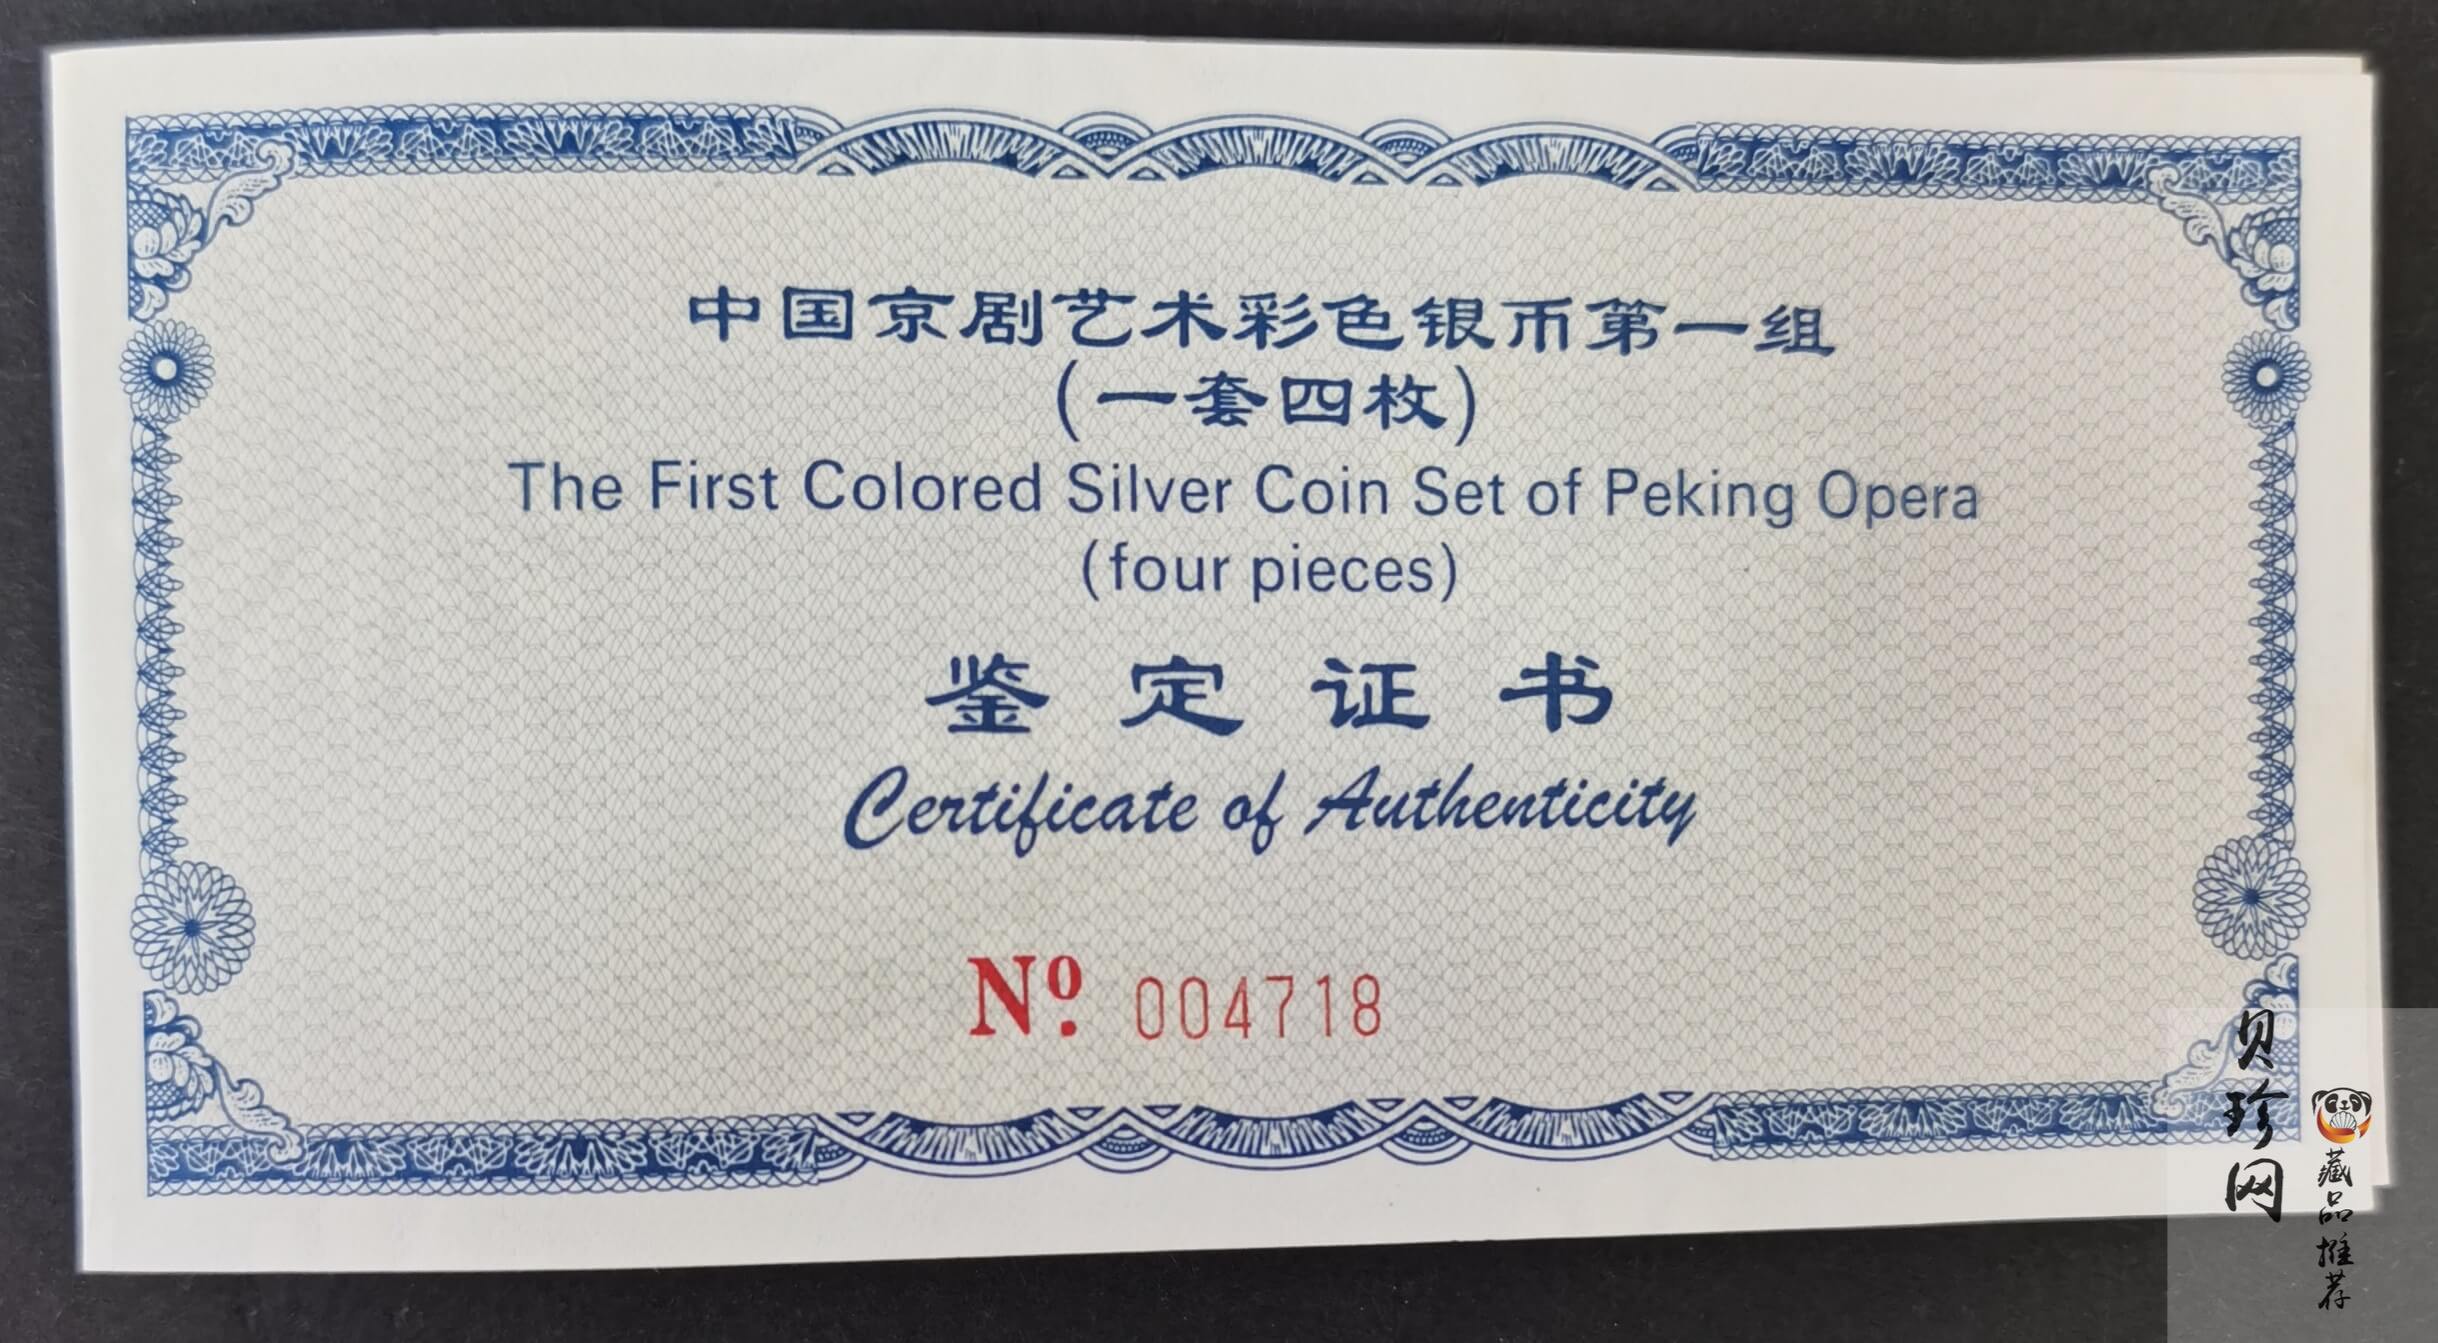 中国京剧艺术彩色银币第一组
(一套四枚)
The First Colored Silver Coin Set of Peking Opera
(four pieces)
鉴定证书
Certificate of Authenticity
Nº 004718
贝珍网
藏品推荐